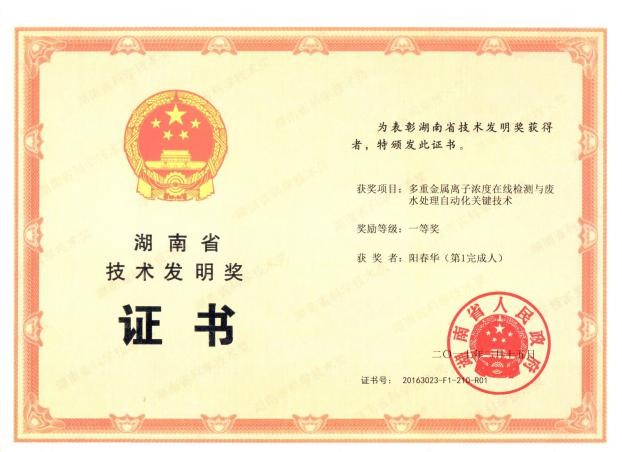 湖南省
技术发明奖
证书
为表彰湖南省技术发明奖获得
者，特颁发此证书。
获奖项目：多重金属离子浓度在线检测与废
水处理自动化关键技术
奖励等级：一等奖
获 奖 者：阳春华（第1完成人）
湖南省人民政府
二〇一七年 月十五日
证书号： 20163023-F1-210-R01